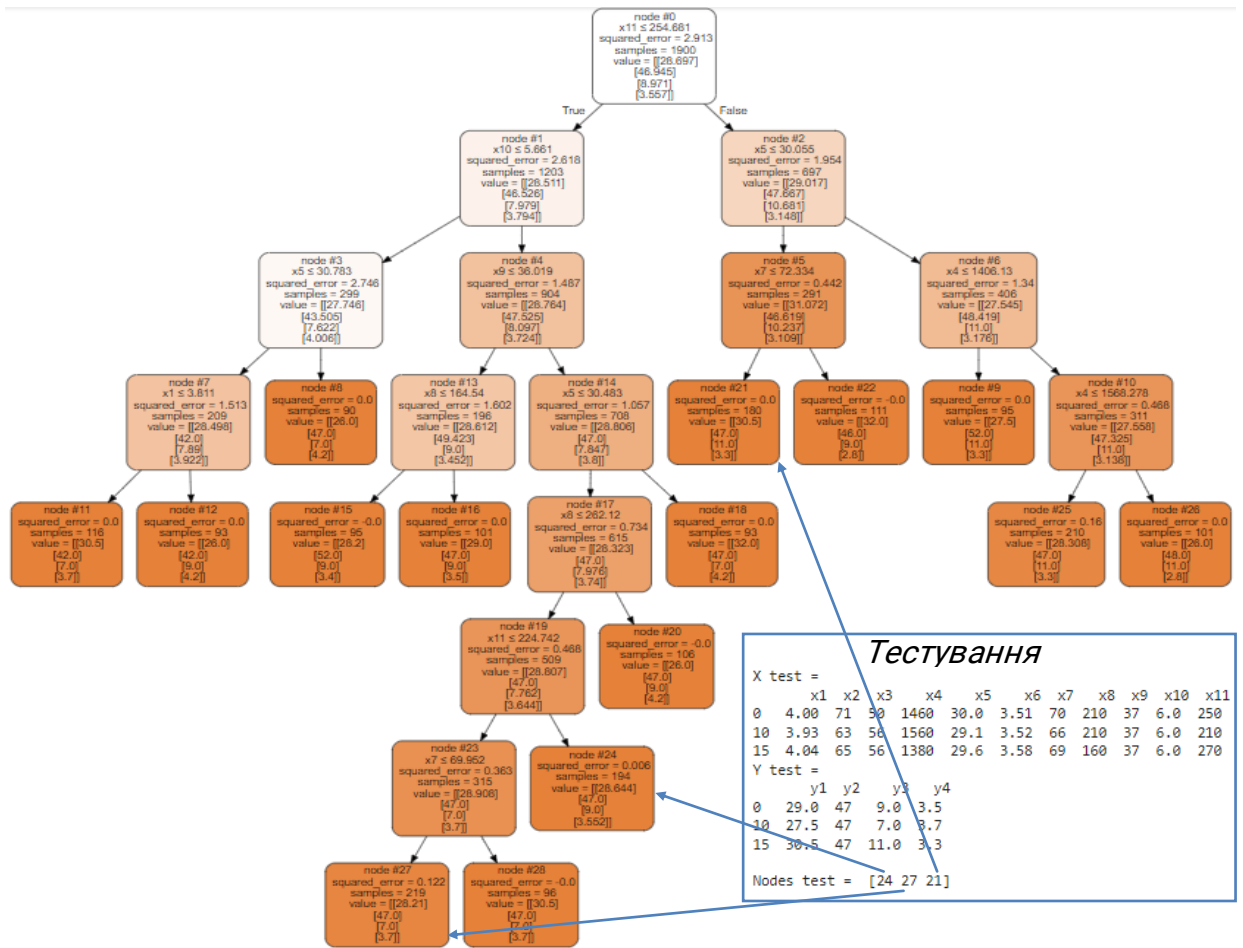 node #0
x11 ≤ 254.681
squared_error = 2.913
samples = 1900
value = [[28.697]
[46.945]
[8.971]
[3.557]]
True
False
node #1
x10 ≤ 5.661
squared_error = 2.618
samples = 1203
value = [[28.511]
[46.526]
[7.979]
[3.794]]
node #2
x5 ≤ 30.055
squared_error = 1.954
samples = 697
value = [[29.017]
[47.667]
[10.681]
[3.148]]
node #3
x5 ≤ 30.783
squared_error = 2.746
samples = 299
value = [[27.746]
[43.505]
[7.622]
[4.006]]
node #4
x9 ≤ 36.019
squared_error = 1.487
samples = 904
value = [[28.764]
[47.525]
[8.097]
[3.724]]
node #5
x7 ≤ 72.334
squared_error = 0.442
samples = 291
value = [[31.072]
[46.619]
[10.237]
[3.109]]
node #6
x4 ≤ 1406.13
squared_error = 1.34
samples = 406
value = [[27.545]
[48.419]
[11.0]
[3.176]]
node #7
x1 ≤ 3.811
squared_error = 1.513
samples = 209
value = [[28.498]
[42.0]
[7.89]
[3.922]]
node #8
squared_error = 0.0
samples = 90
value = [[26.0]
[47.0]
[7.0]
[4.2]]
node #13
x8 ≤ 164.54
squared_error = 1.602
samples = 196
value = [[28.612]
[49.423]
[9.0]
[3.452]]
node #14
x5 ≤ 30.483
squared_error = 1.057
samples = 708
value = [[28.806]
[47.0]
[7.847]
[3.8]]
node #21
squared_error = 0.0
samples = 180
value = [[30.5]
[47.0]
[11.0]
[3.3]]
node #22
squared_error = -0.0
samples = 111
value = [[32.0]
[46.0]
[9.0]
[2.8]]
node #9
squared_error = 0.0
samples = 95
value = [[27.5]
[52.0]
[11.0]
[3.3]]
node #10
x4 ≤ 1568.278
squared_error = 0.468
samples = 311
value = [[27.558]
[47.325]
[11.0]
[3.138]]
node #11
squared_error = 0.0
samples = 116
value = [[30.5]
[42.0]
[7.0]
[3.7]]
node #12
squared_error = 0.0
samples = 93
value = [[26.0]
[42.0]
[9.0]
[4.2]]
node #15
squared_error = -0.0
samples = 95
value = [[28.2]
[52.0]
[9.0]
[3.4]]
node #16
squared_error = 0.0
samples = 101
value = [[29.0]
[47.0]
[9.0]
[3.5]]
node #17
x8 ≤ 262.12
squared_error = 0.734
samples = 615
value = [[28.323]
[47.0]
[7.976]
[3.74]]
node #18
squared_error = 0.0
samples = 93
value = [[32.0]
[47.0]
[7.0]
[4.2]]
node #25
squared_error = 0.16
samples = 210
value = [[28.308]
[47.0]
[11.0]
[3.3]]
node #26
squared_error = 0.0
samples = 101
value = [[26.0]
[48.0]
[11.0]
[2.8]]
node #19
x11 ≤ 224.742
squared_error = 0.468
samples = 509
value = [[28.807]
[47.0]
[7.762]
[3.644]]
node #20
squared_error = -0.0
samples = 106
value = [[26.0]
[47.0]
[9.0]
[4.2]]
node #23
x7 ≤ 69.952
squared_error = 0.363
samples = 315
value = [[28.908]
[47.0]
[7.0]
[3.7]]
node #24
squared_error = 0.006
samples = 194
value = [[28.644]
[47.0]
[9.0]
[3.552]]
node #27
squared_error = 0.122
samples = 219
value = [[28.21]
[47.0]
[7.0]
[3.7]]
node #28
squared_error = -0.0
samples = 96
value = [[30.5]
[47.0]
[7.0]
[3.7]]
Тестування
X test =
x1 x2 x3 x4 x5 x6 x7 x8 x9 x10 x11
0 4.00 71 50 1460 30.0 3.51 70 210 37 6.0 250
10 3.93 63 56 1560 29.1 3.52 66 210 37 6.0 210
15 4.04 65 56 1380 29.6 3.58 69 160 37 6.0 270
Y test =
y1 y2 y3 y4
0 29.0 47 9.0 3.5
10 27.5 47 7.0 3.7
15 30.5 47 11.0 3.3
Nodes test = [24 27 21]